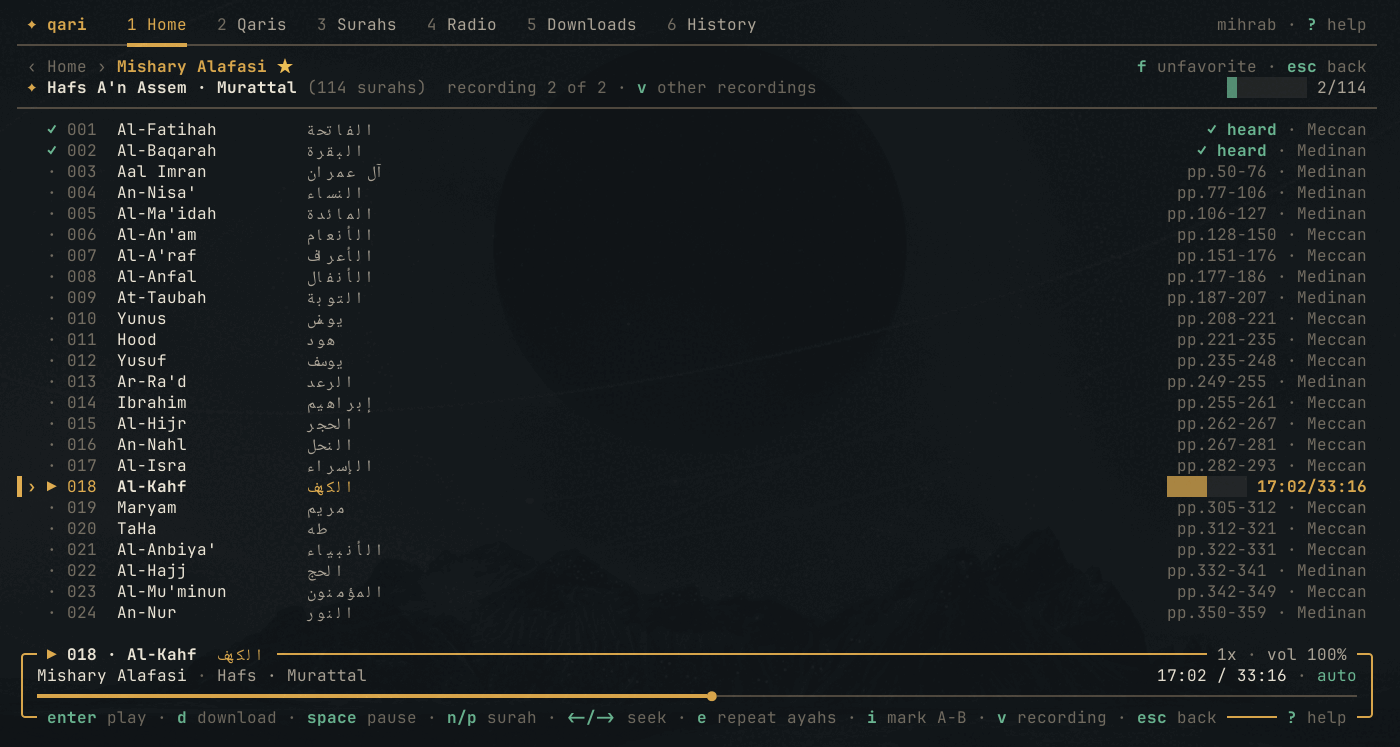 ✦ qari 1 Home 2 Qaris 3 Surahs 4 Radio 5 Downloads 6 History mihrab · ? help
‹ Home › Mishary Alafasi ★ f unfavorite · esc back
✦ Hafs A'n Assem · Murattal (114 surahs) recording 2 of 2 · v other recordings 2/114
✓ 001 Al-Fatihah الفاتحة ✓ heard · Meccan
✓ 002 Al-Baqarah البقرة ✓ heard · Medinan
· 003 Aal Imran آل عمران pp.50-76 · Medinan
· 004 An-Nisa' النساء pp.77-106 · Medinan
· 005 Al-Ma'idah المائدة pp.106-127 · Medinan
· 006 Al-An'am الأنعام pp.128-150 · Meccan
· 007 Al-A'raf الأعراف pp.151-176 · Meccan
· 008 Al-Anfal الأنفال pp.177-186 · Medinan
· 009 At-Taubah التوبة pp.187-207 · Medinan
· 010 Yunus يونس pp.208-221 · Meccan
· 011 Hood هود pp.221-235 · Meccan
· 012 Yusuf يوسف pp.235-248 · Meccan
· 013 Ar-Ra'd الرعد pp.249-255 · Medinan
· 014 Ibrahim إبراهيم pp.255-261 · Meccan
· 015 Al-Hijr الحجر pp.262-267 · Meccan
· 016 An-Nahl النحل pp.267-281 · Meccan
· 017 Al-Isra الإسراء pp.282-293 · Meccan
› ▶ 018 Al-Kahf الكهف 17:02/33:16
· 019 Maryam مريم pp.305-312 · Meccan
· 020 TaHa طه pp.312-321 · Meccan
· 021 Al-Anbiya' الأنبياء pp.322-331 · Meccan
· 022 Al-Hajj الحج pp.332-341 · Medinan
· 023 Al-Mu'minun المؤمنون pp.342-349 · Meccan
· 024 An-Nur النور pp.350-359 · Medinan
▶ 018 · Al-Kahf الكهف 1x · vol 100%
Mishary Alafasi · Hafs · Murattal 17:02 / 33:16 · auto
enter play · d download · space pause · n/p surah · ←/→ seek · e repeat ayahs · i mark A-B · v recording · esc back ? help